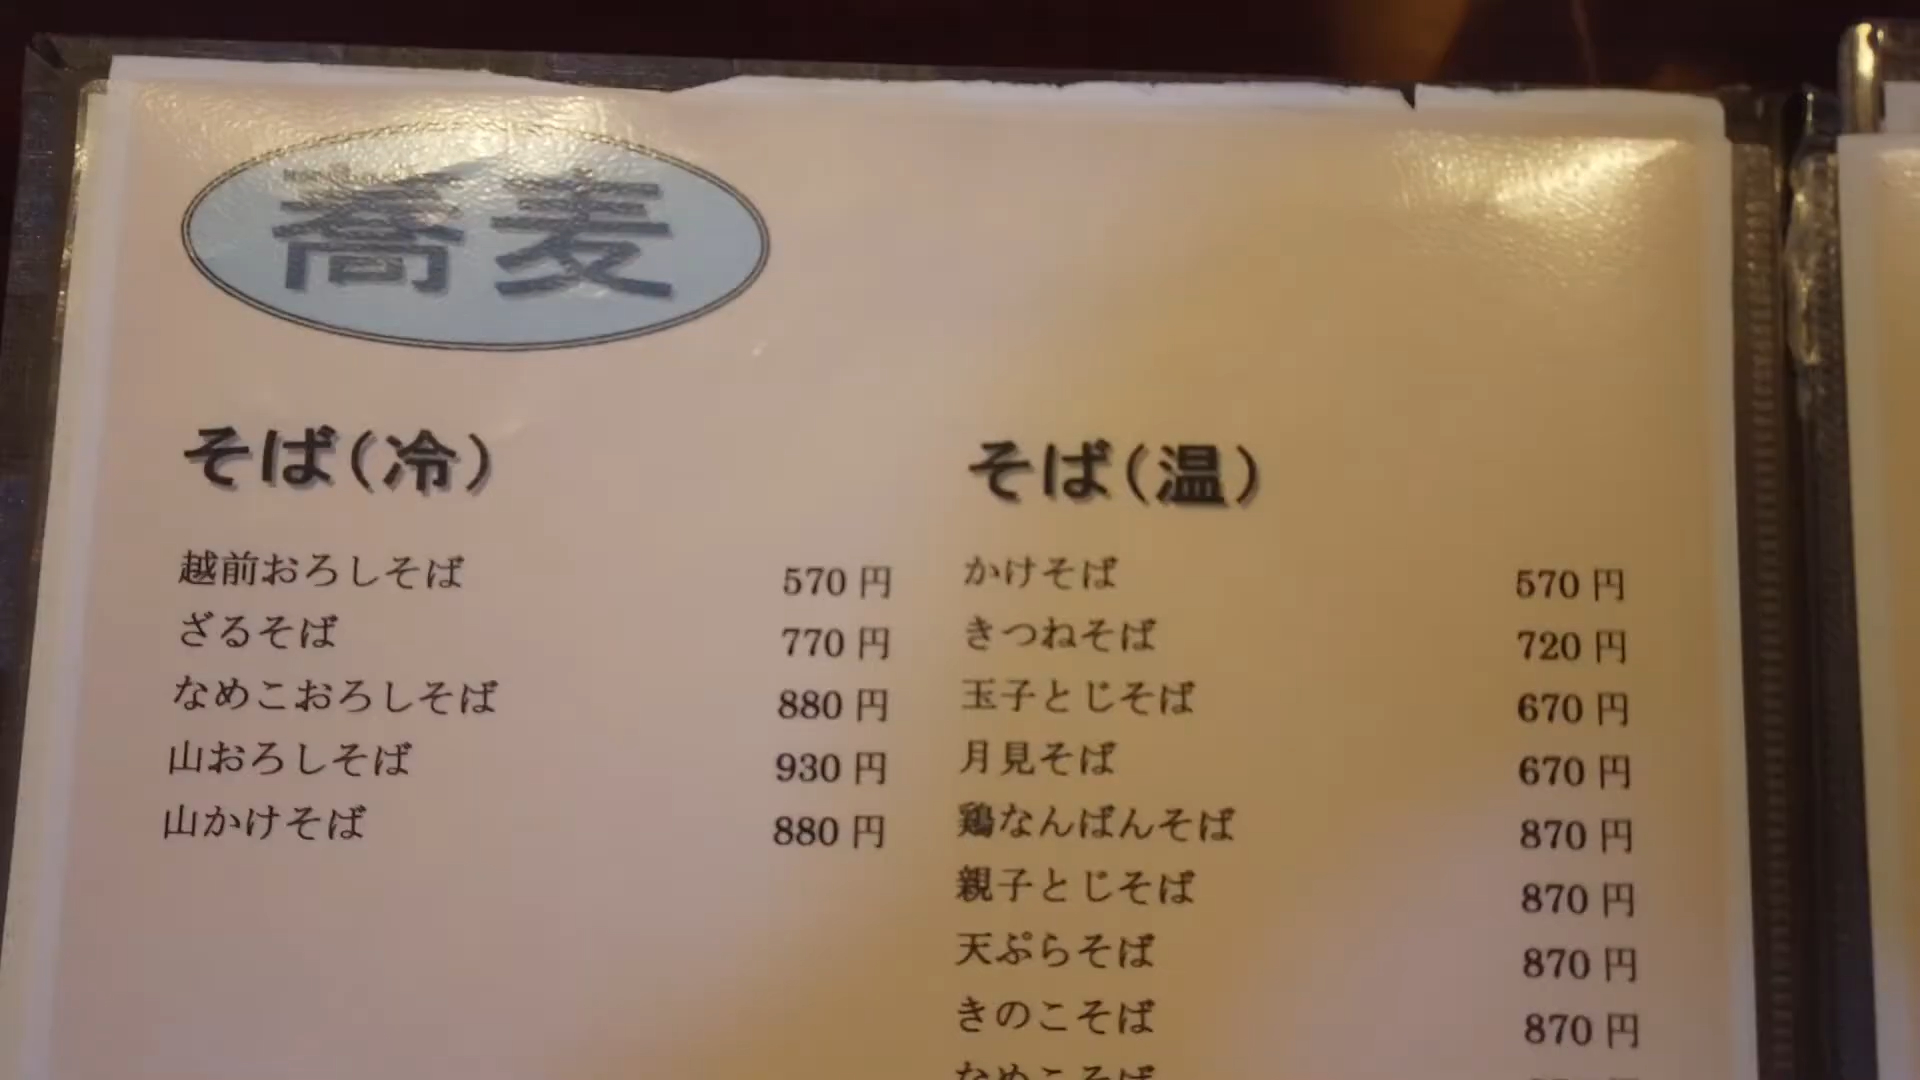 蕎麦
そば(冷)
越前おろしそば 570円
ざるそば 770円
なめこおろしそば 880円
山おろしそば 930円
山かけそば 880円
そば(温)
かけそば 570円
きつねそば 720円
玉子とじそば 670円
月見そば 670円
鶏なんばんそば 870円
親子とじそば 870円
天ぷらそば 870円
きのこそば 870円
なめこそば